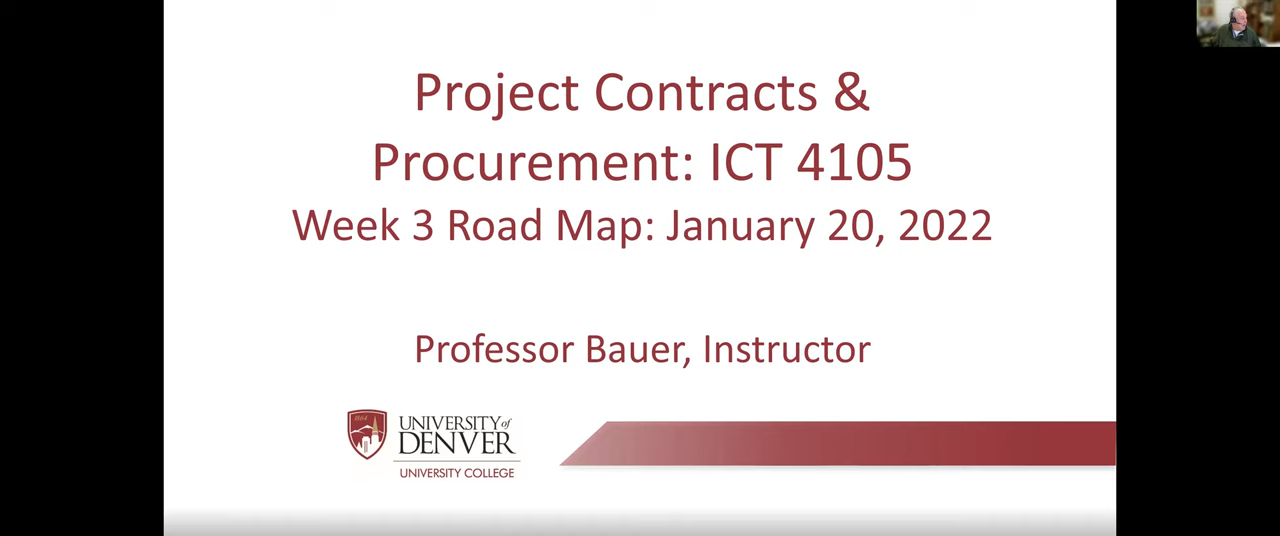 Project Contracts &
Procurement: ICT 4105
Week 3 Road Map: January 20, 2022
Professor Bauer, Instructor
1864
UNIVERSITY of
DENVER
UNIVERSITY COLLEGE